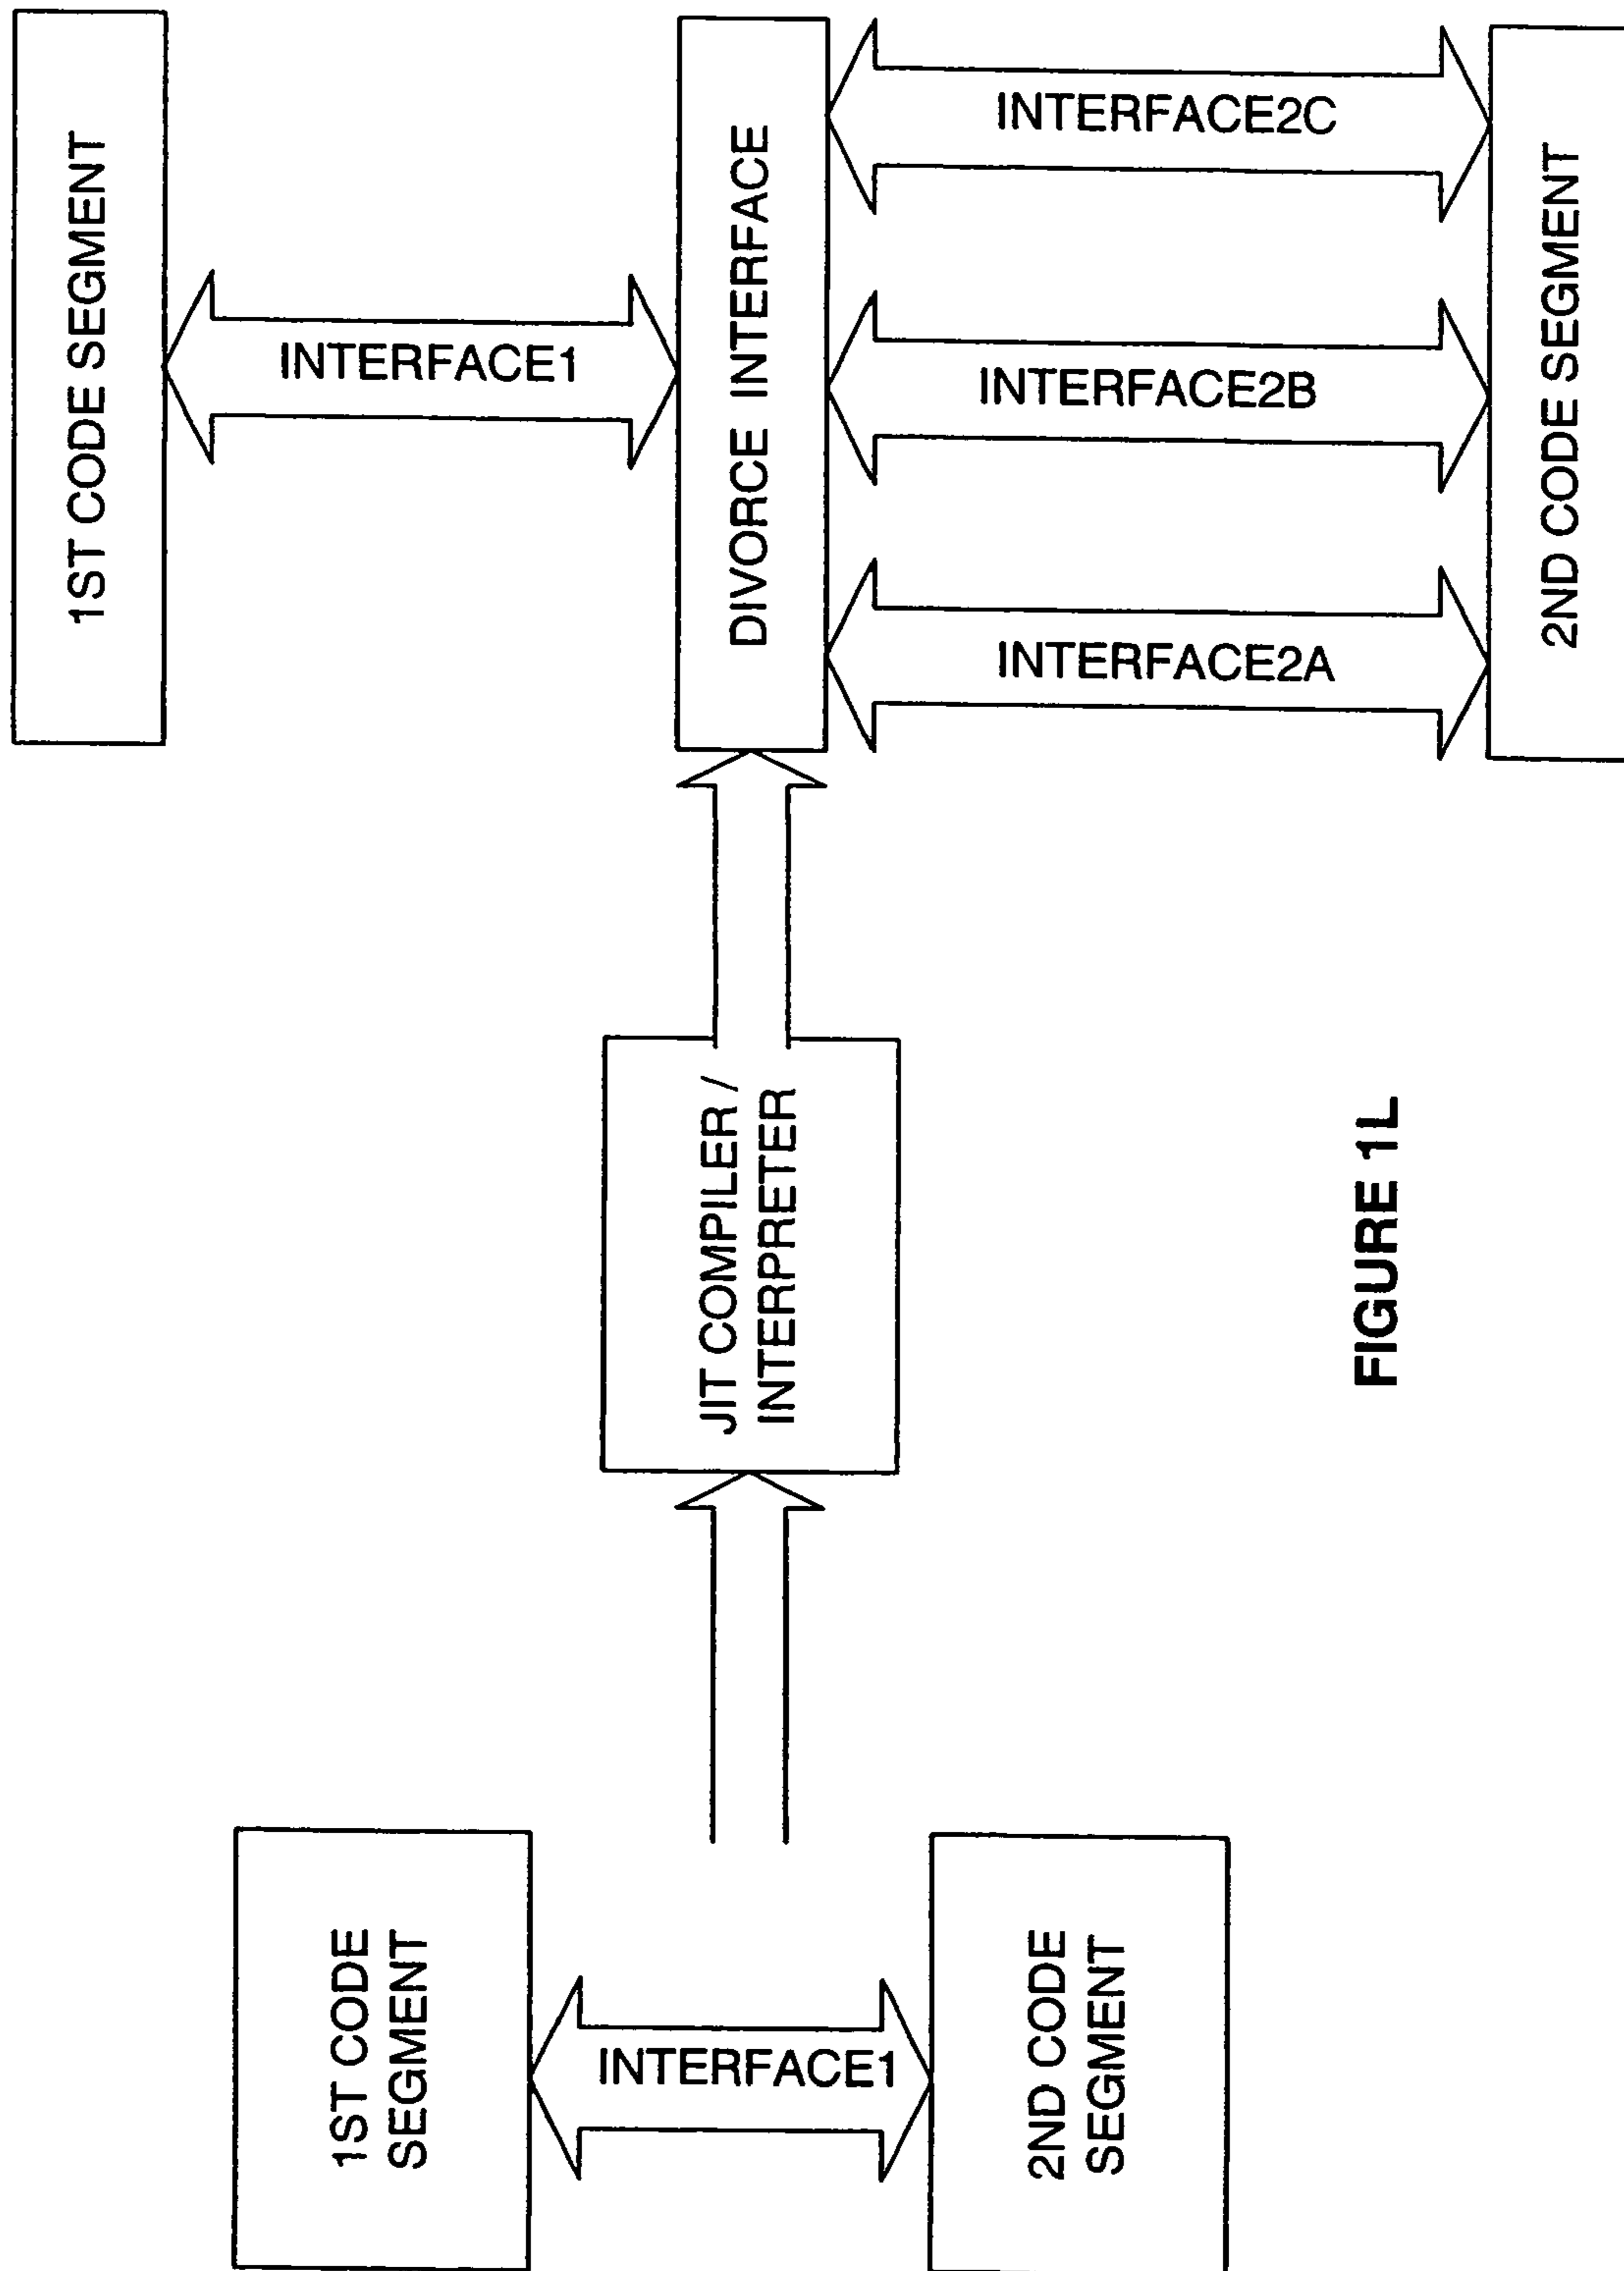 1ST CODE
SEGMENT
INTERFACE1
2ND CODE
SEGMENT
JIT COMPILER /
INTERPRETER
1ST CODE SEGMENT
INTERFACE1
DIVORCE INTERFACE
INTERFACE2A
INTERFACE2B
INTERFACE2C
2ND CODE SEGMENT
FIGURE 1L